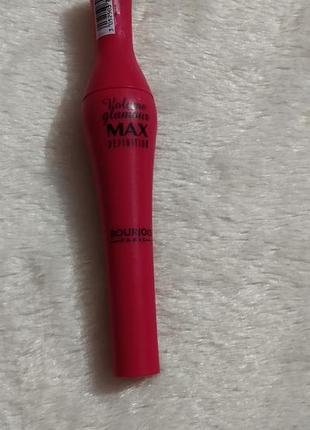 Volume
glamour
MAX
DEFINITION
BOURJOIS
PARIS